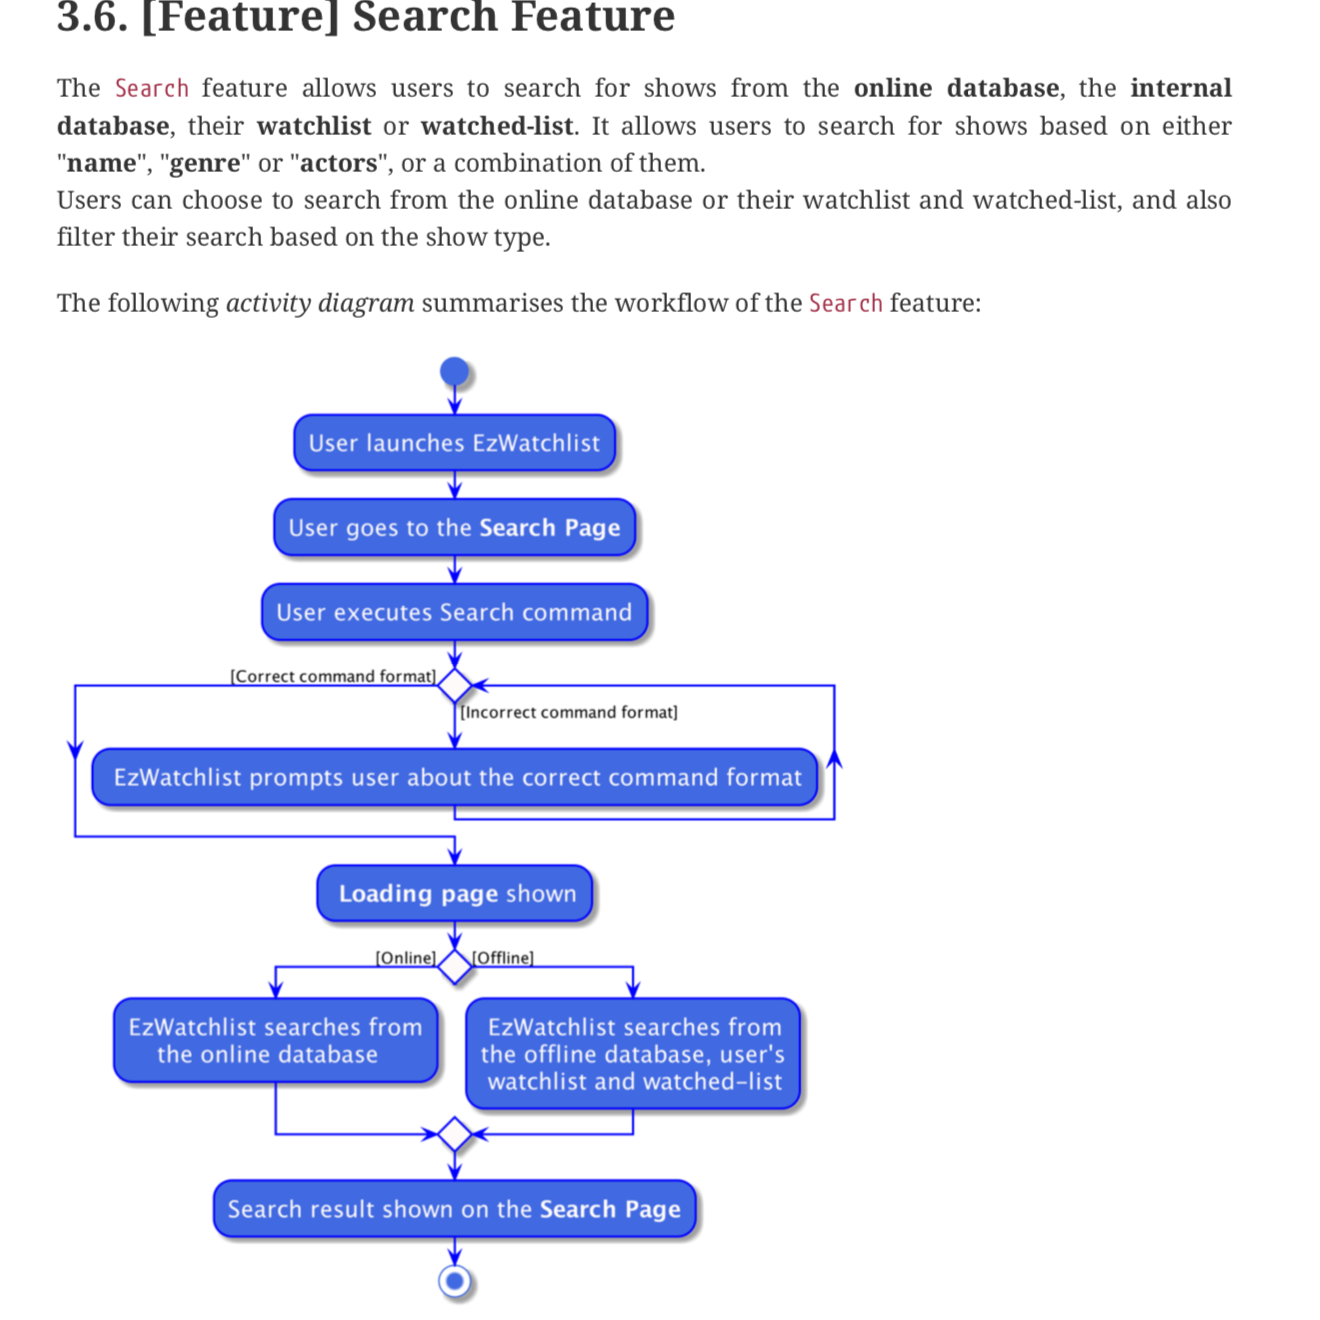 3.6. [Feature] Search Feature
The Search feature allows users to search for shows from the online database, the internal
database, their watchlist or watched-list. It allows users to search for shows based on either
"name", "genre" or "actors", or a combination of them.
Users can choose to search from the online database or their watchlist and watched-list, and also
filter their search based on the show type.
The following activity diagram summarises the workflow of the Search feature:
User launches EzWatchlist
User goes to the Search Page
User executes Search command
[Correct command format]
[Incorrect command format]
EzWatchlist prompts user about the correct command format
Loading page shown
[Online]
[Offline]
EzWatchlist searches from
the online database
EzWatchlist searches from
the offline database, user's
watchlist and watched-list
Search result shown on the Search Page